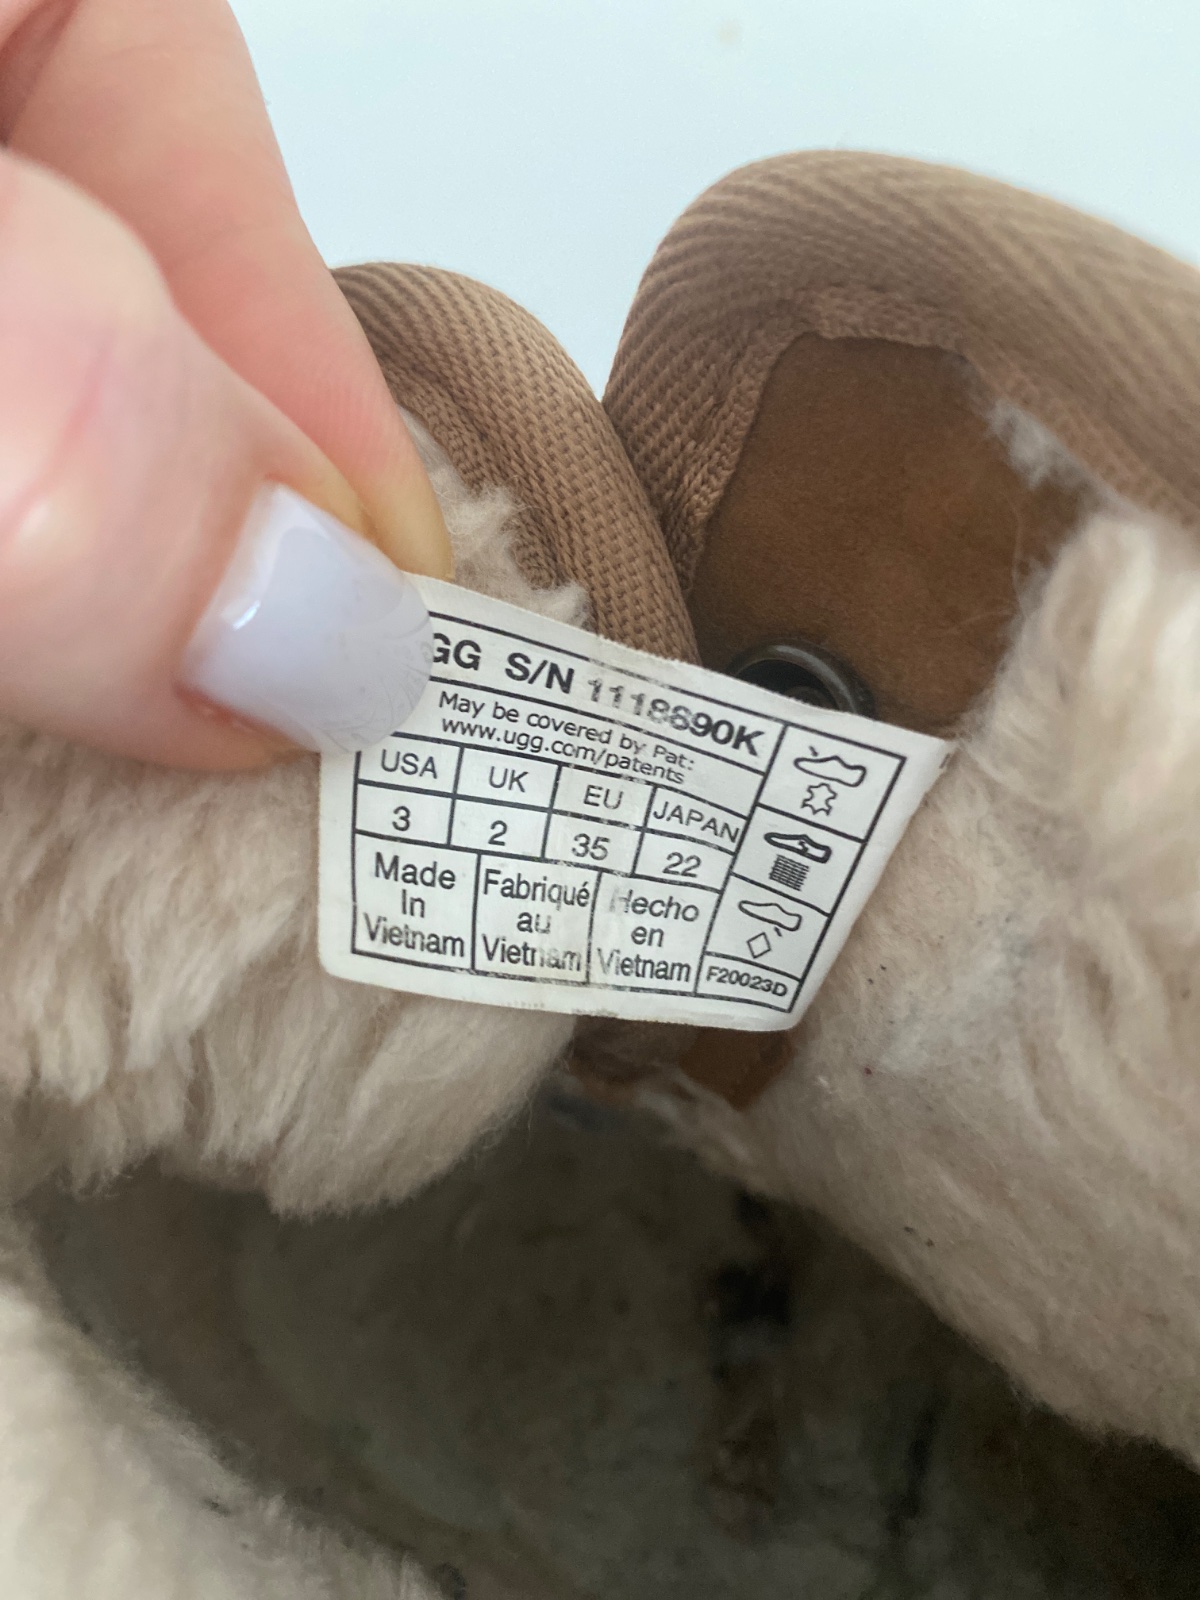 GG S/N 1118690K
May be covered by Pat:
www.ugg.com/patents
USA UK EU JAPAN
3 2 35 22
Made In Vietnam
Fabriqué au Vietnam
Hecho en Vietnam
F20023D